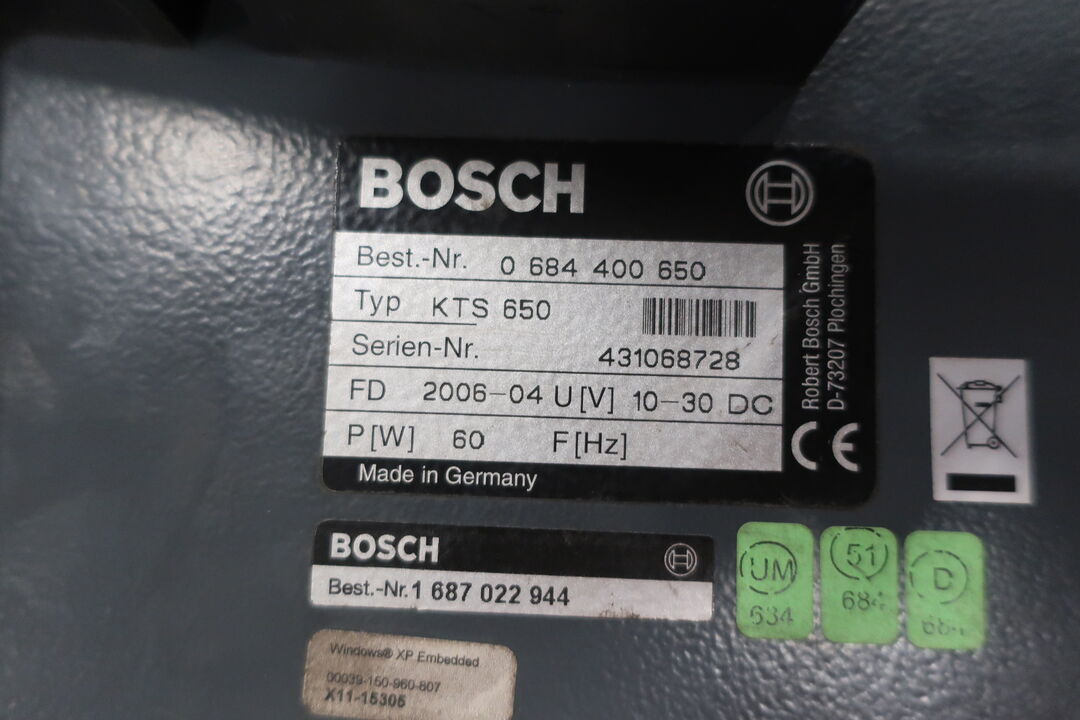 BOSCH
Best.-Nr. 0 684 400 650
Typ KTS 650
Serien-Nr. 431068728
FD 2006-04 U[V] 10-30 DC
P[W] 60 F[Hz]
Made in Germany
Robert Bosch GmbH
D-73207 Plochingen
CE
BOSCH
Best.-Nr. 1 687 022 944
UM
634
51
684
D
Windows® XP Embedded
00039-150-960-807
X11-15305